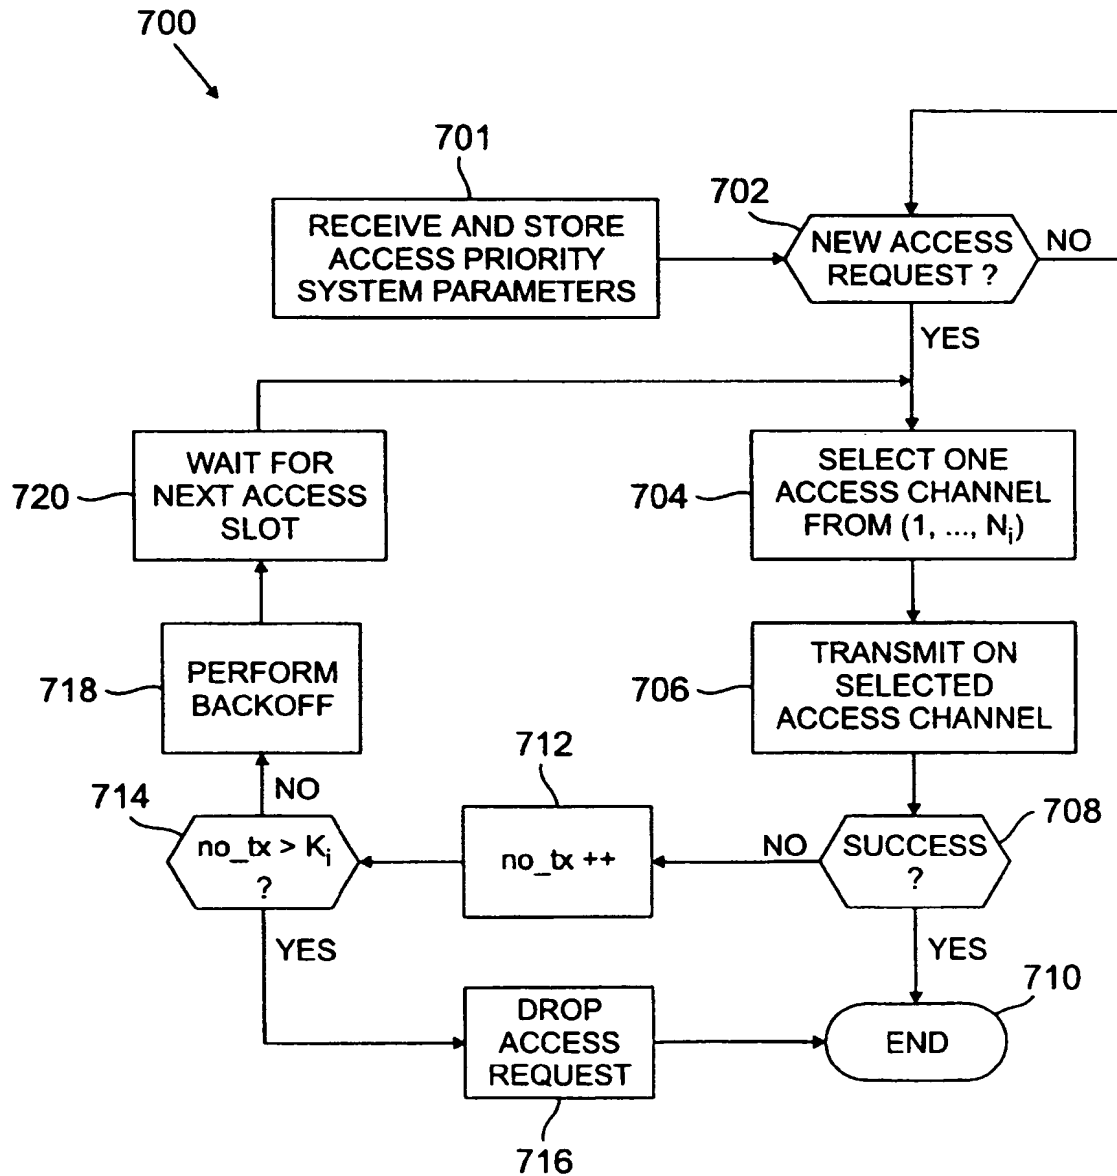 700
701
RECEIVE AND STORE
ACCESS PRIORITY
SYSTEM PARAMETERS
702
NEW ACCESS
REQUEST ?
NO
YES
720
WAIT FOR
NEXT ACCESS
SLOT
704
SELECT ONE
ACCESS CHANNEL
FROM (1, ..., Nᵢ)
718
PERFORM
BACKOFF
706
TRANSMIT ON
SELECTED
ACCESS CHANNEL
714
NO
no_tx > Kᵢ
?
712
no_tx ++
NO
708
SUCCESS
?
YES
YES
DROP
ACCESS
REQUEST
716
710
END